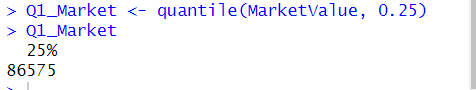 > Q1_Market <- quantile(MarketValue, 0.25)
> Q1_Market
  25%
86575
>